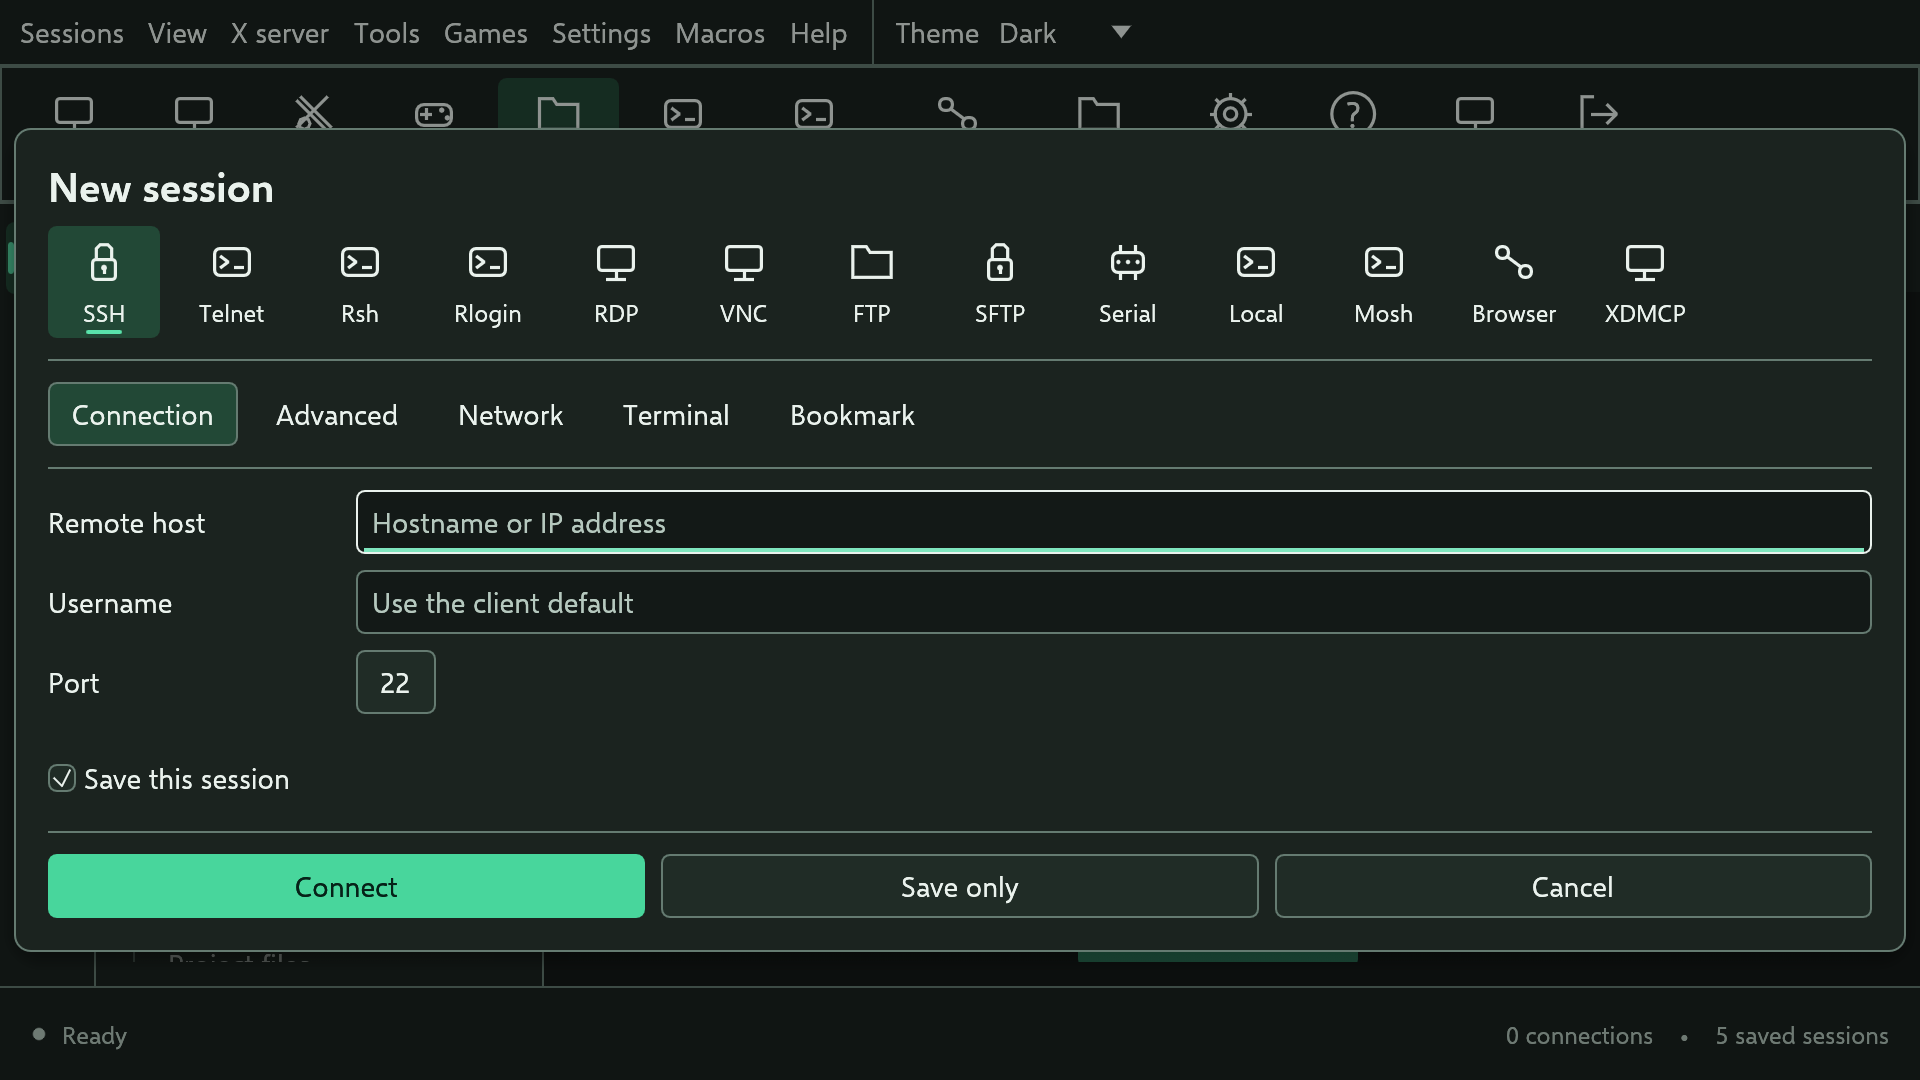 Sessions View X server Tools Games Settings Macros Help Theme Dark
New session
SSH Telnet Rsh Rlogin RDP VNC FTP SFTP Serial Local Mosh Browser XDMCP
Connection Advanced Network Terminal Bookmark
Remote host Hostname or IP address
Username Use the client default
Port 22
Save this session
Connect Save only Cancel
Project files
Ready 0 connections • 5 saved sessions